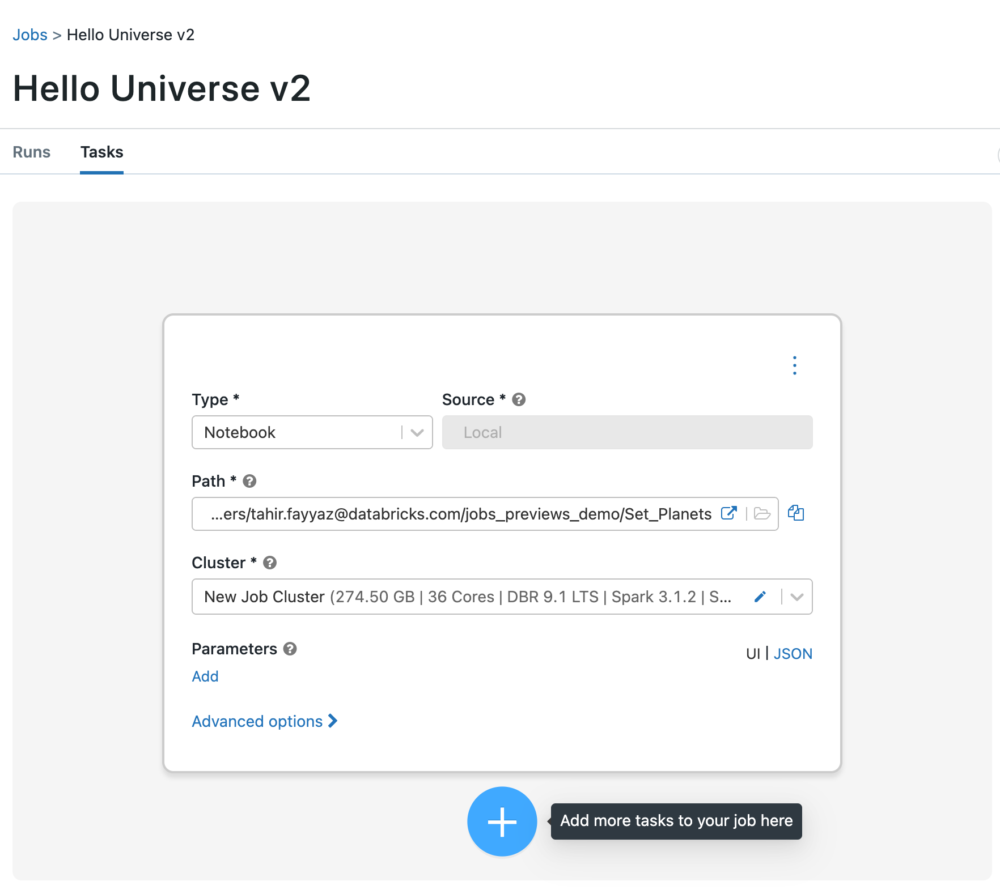 Jobs > Hello Universe v2
Hello Universe v2
Runs Tasks
Type * Source * ?
Notebook Local
Path * ?
...ers/tahir.fayyaz@databricks.com/jobs_previews_demo/Set_Planets
Cluster * ?
New Job Cluster (274.50 GB | 36 Cores | DBR 9.1 LTS | Spark 3.1.2 | S...
Parameters ? UI | JSON
Add
Advanced options
Add more tasks to your job here